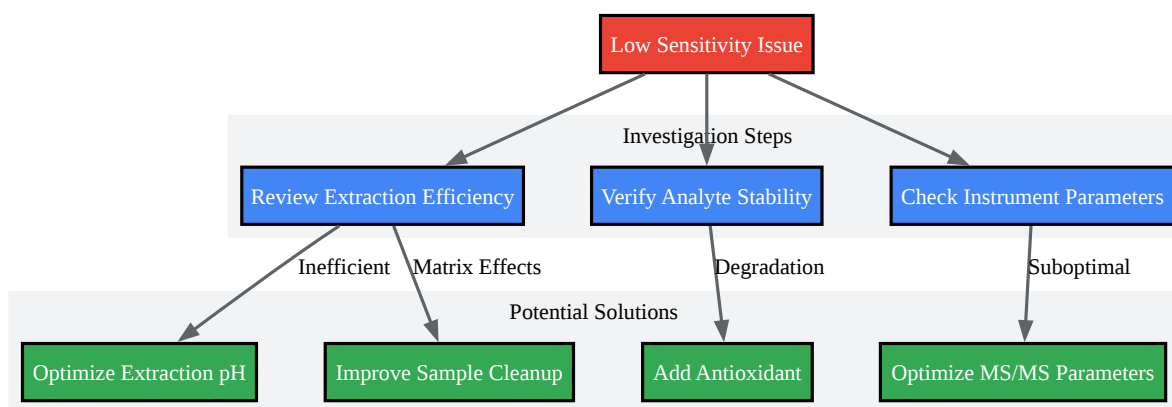 Low Sensitivity Issue
Investigation Steps
Review Extraction Efficiency
Verify Analyte Stability
Check Instrument Parameters
Inefficient
Matrix Effects
Degradation
Suboptimal
Potential Solutions
Optimize Extraction pH
Improve Sample Cleanup
Add Antioxidant
Optimize MS/MS Parameters